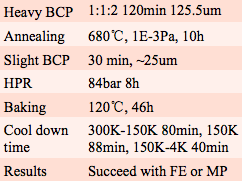 Heavy BCP 1:1:2 120min 125.5um
Annealing 680℃, 1E-3Pa, 10h
Slight BCP 30 min, ~25um
HPR 84bar 8h
Baking 120℃, 46h
Cool down 300K-150K 80min, 150K
time 88min, 150K-4K 40min
Results Succeed with FE or MP